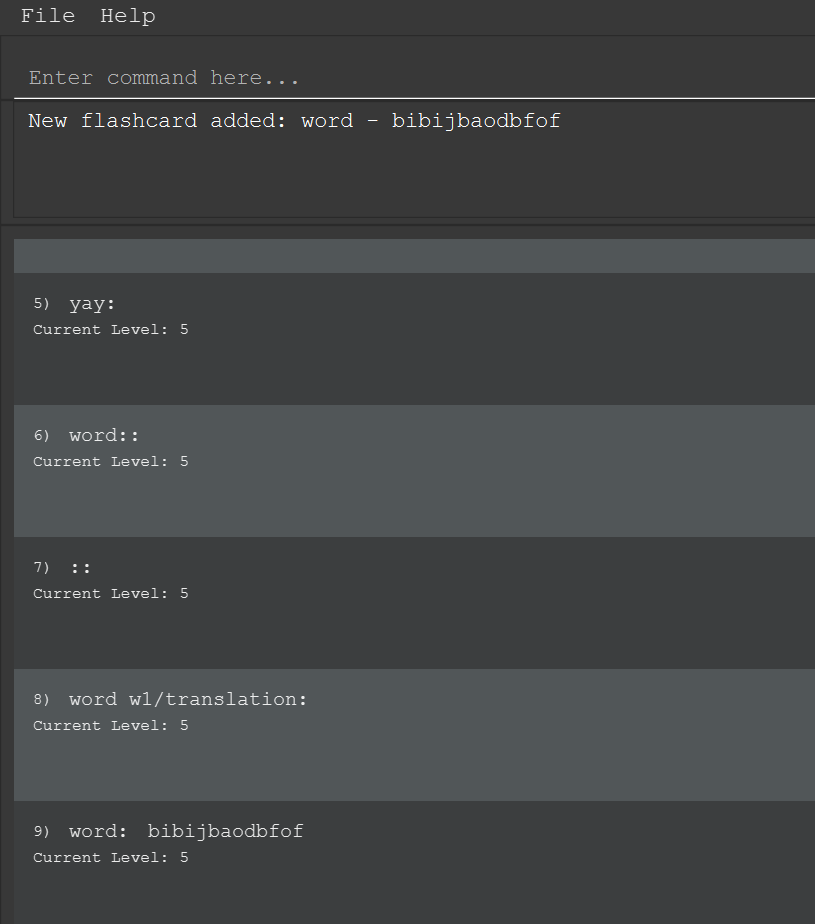 File Help
Enter command here...
New flashcard added: word - bibijbaodbfof
5) yay:
Current Level: 5
6) word::
Current Level: 5
7) ::
Current Level: 5
8) word w1/translation:
Current Level: 5
9) word: bibijbaodbfof
Current Level: 5